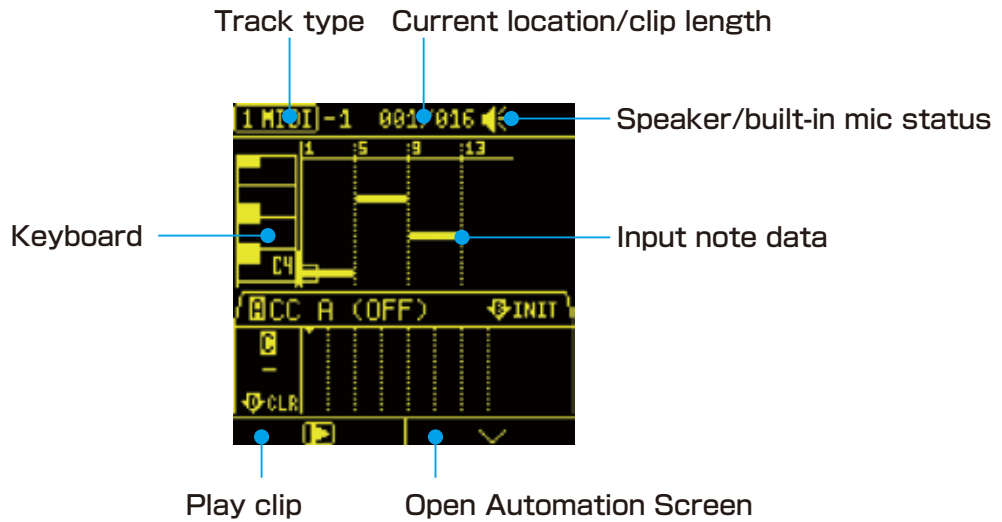 Track type Current location/clip length
1 MIDI -1 001/016
Speaker/built-in mic status
1 5 9 13
Keyboard
Input note data
C4
A CC A (OFF) B INIT
C
-
D CLR
Play clip Open Automation Screen